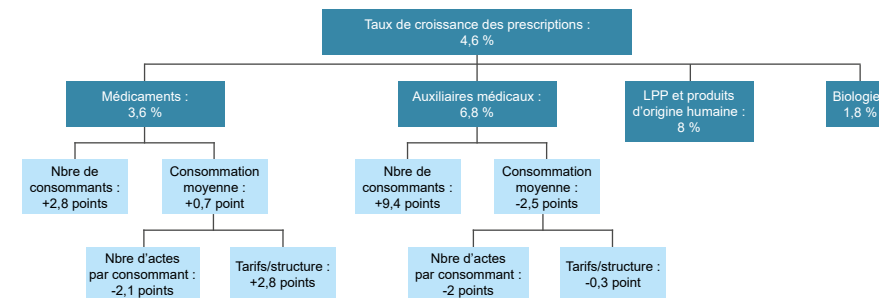 Taux de croissance des prescriptions :
4,6 %
Médicaments :
3,6 %
Auxiliaires médicaux :
6,8 %
LPP et produits
d'origine humaine :
8 %
Biologie
1,8 %
Nbre de
consommants :
+2,8 points
Consommation
moyenne :
+0,7 point
Nbre de
consommants :
+9,4 points
Consommation
moyenne :
-2,5 points
Nbre d'actes
par consommant :
-2,1 points
Tarifs/structure :
+2,8 points
Nbre d'actes
par consommant :
-2 points
Tarifs/structure :
-0,3 point